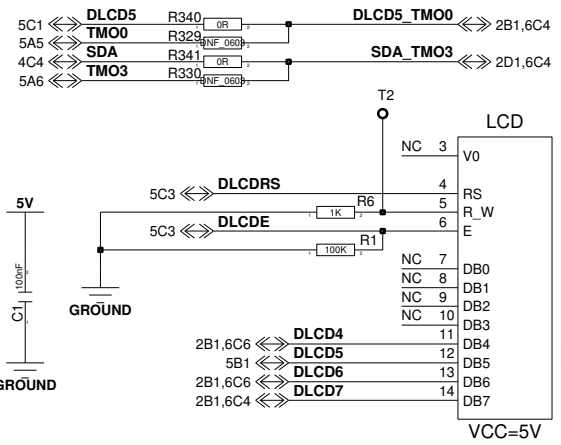 5C1 DLCD5 R340 0R DLCD5_TMO0 2B1,6C4
5A5 TMO0 R329 DNF_0603
4C4 SDA R341 0R SDA_TMO3 2D1,6C4
5A6 TMO3 R330 DNF_0603
T2
LCD
NC 3 V0
5C3 DLCDRS 4 RS
R6 1K 5 R_W
5C3 DLCDE 6 E
R1 100K
5V
100nF
C1
GROUND
GROUND
NC 7 DB0
NC 8 DB1
NC 9 DB2
NC 10 DB3
2B1,6C6 DLCD4 11 DB4
5B1 DLCD5 12 DB5
2B1,6C6 DLCD6 13 DB6
2B1,6C4 DLCD7 14 DB7
VCC=5V